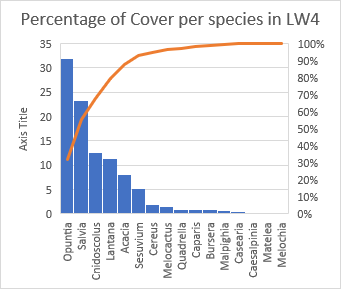 Percentage of Cover per species in LW4
35
30
25
20
15
10
5
0
Axis Title
100%
90%
80%
70%
60%
50%
40%
30%
20%
10%
0%
Opuntia
Salvia
Cnidoscolus
Lantana
Acacia
Sesuvium
Cereus
Melocactus
Quadrella
Caparis
Bursera
Malpighia
Casearia
Caesalpinia
Matelea
Melochia